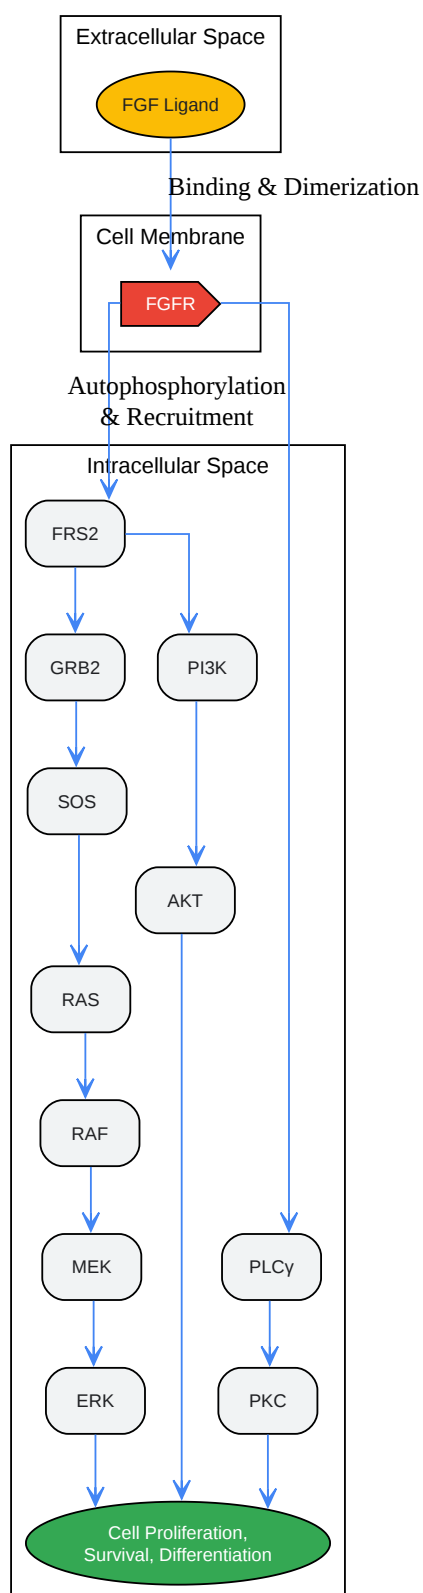 Extracellular Space
FGF Ligand
Binding & Dimerization
Cell Membrane
FGFR
Autophosphorylation
& Recruitment
Intracellular Space
FRS2
GRB2
PI3K
SOS
AKT
RAS
RAF
MEK
PLCγ
ERK
PKC
Cell Proliferation,
Survival, Differentiation